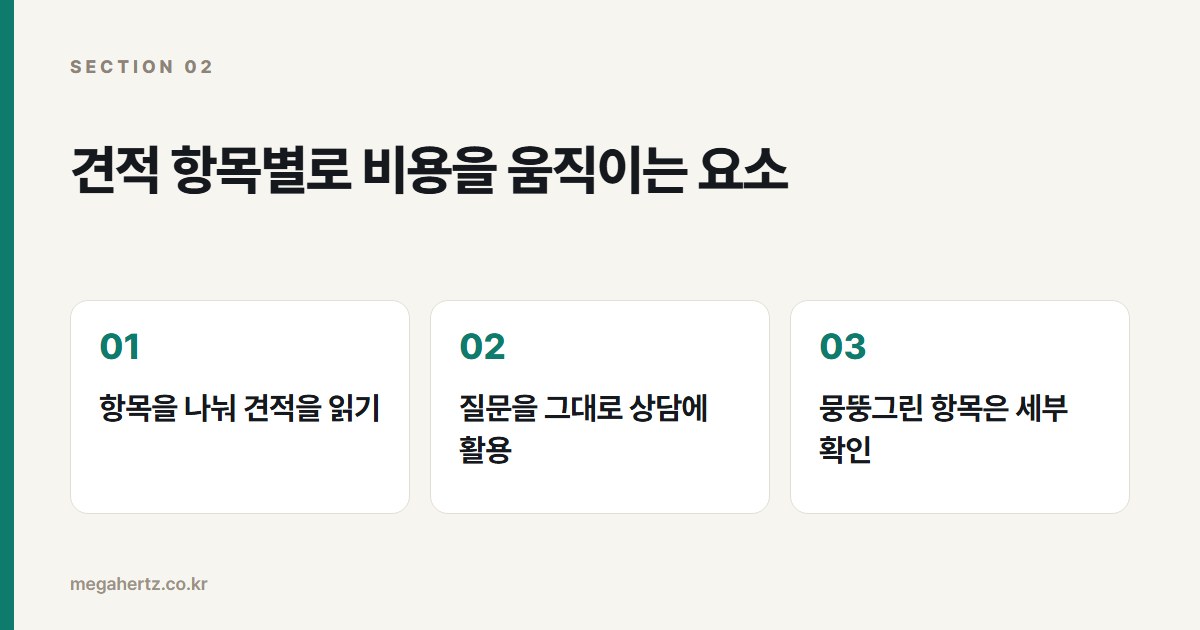 SECTION 02
견적 항목별로 비용을 움직이는 요소
01
항목을 나눠 견적을 읽기
02
질문을 그대로 상담에
활용
03
뭉뚱그린 항목은 세부
확인
megahertz.co.kr